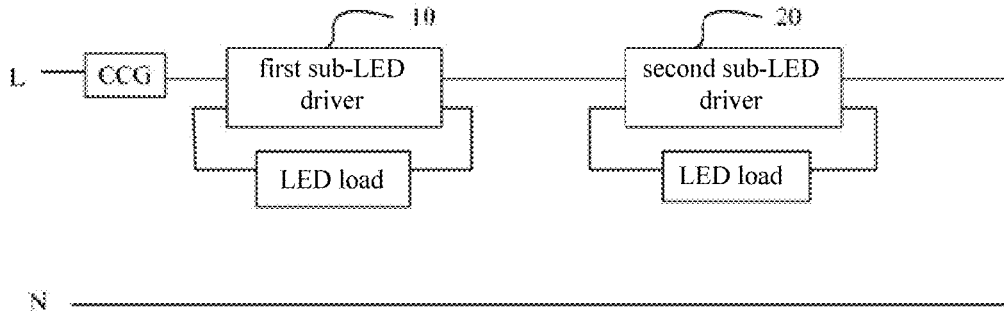 10
20
L
CCG
first sub-LED
driver
second sub-LED
driver
LED load
LED load
N